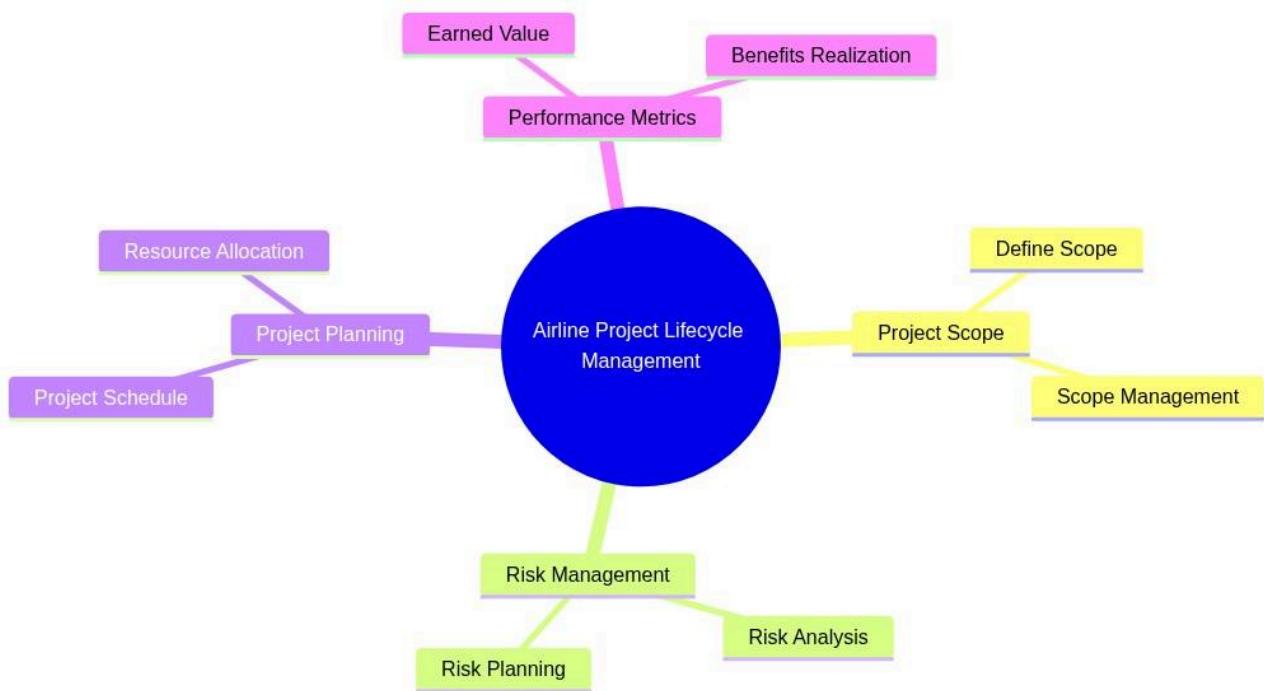 Earned Value
Benefits Realization
Performance Metrics
Resource Allocation
Define Scope
Project Planning
Airline Project Lifecycle
Management
Project Scope
Project Schedule
Scope Management
Risk Management
Risk Analysis
Risk Planning